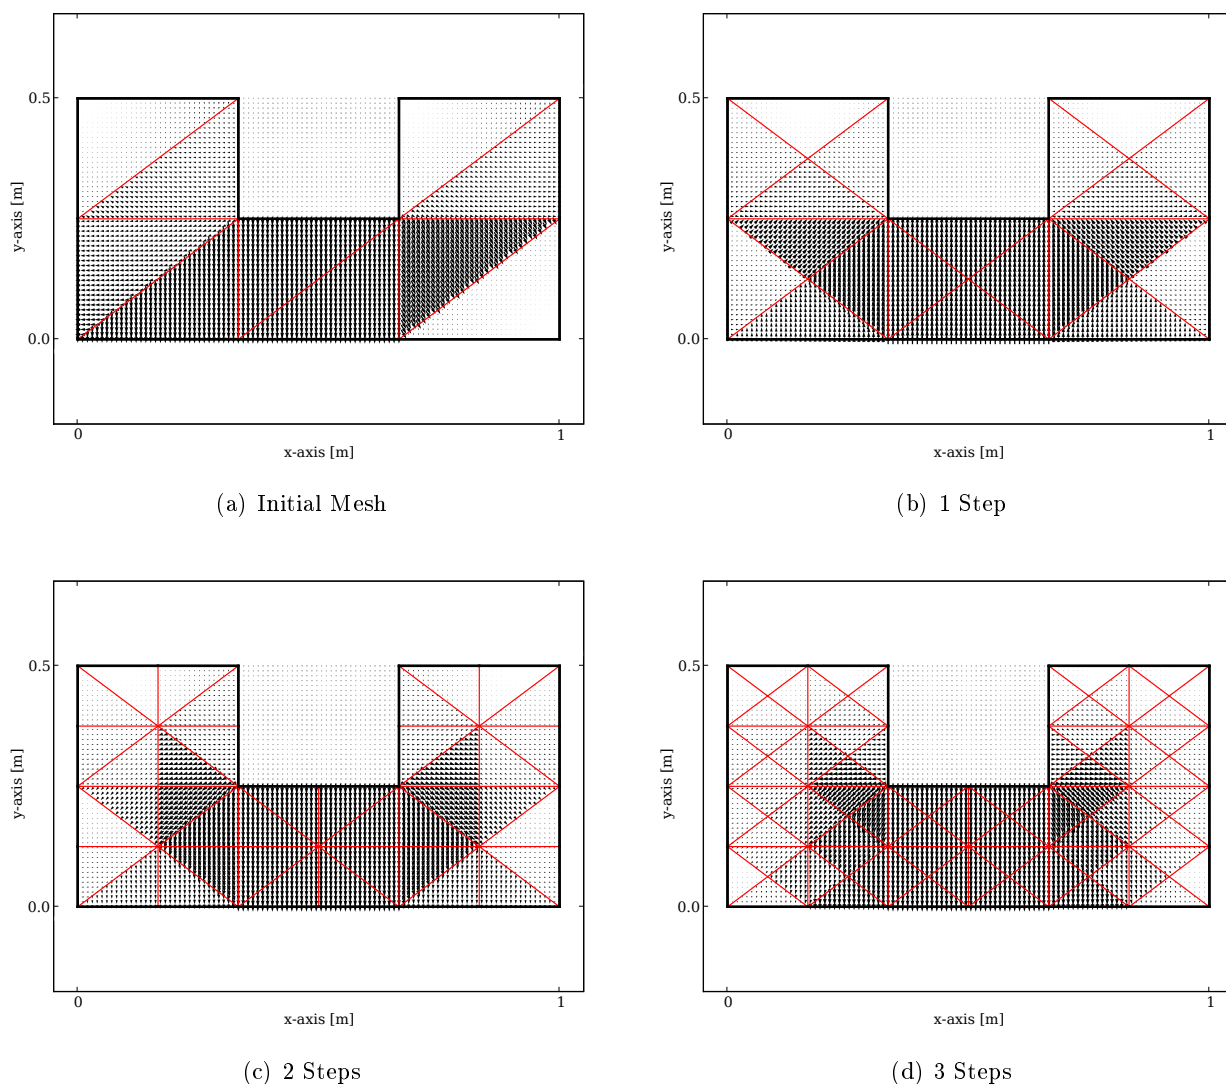 0.5
0.0
y-axis [m]
0 1
x-axis [m]
(a) Initial Mesh
0.5
0.0
y-axis [m]
0 1
x-axis [m]
(b) 1 Step
0.5
0.0
y-axis [m]
0 1
x-axis [m]
(c) 2 Steps
0.5
0.0
y-axis [m]
0 1
x-axis [m]
(d) 3 Steps